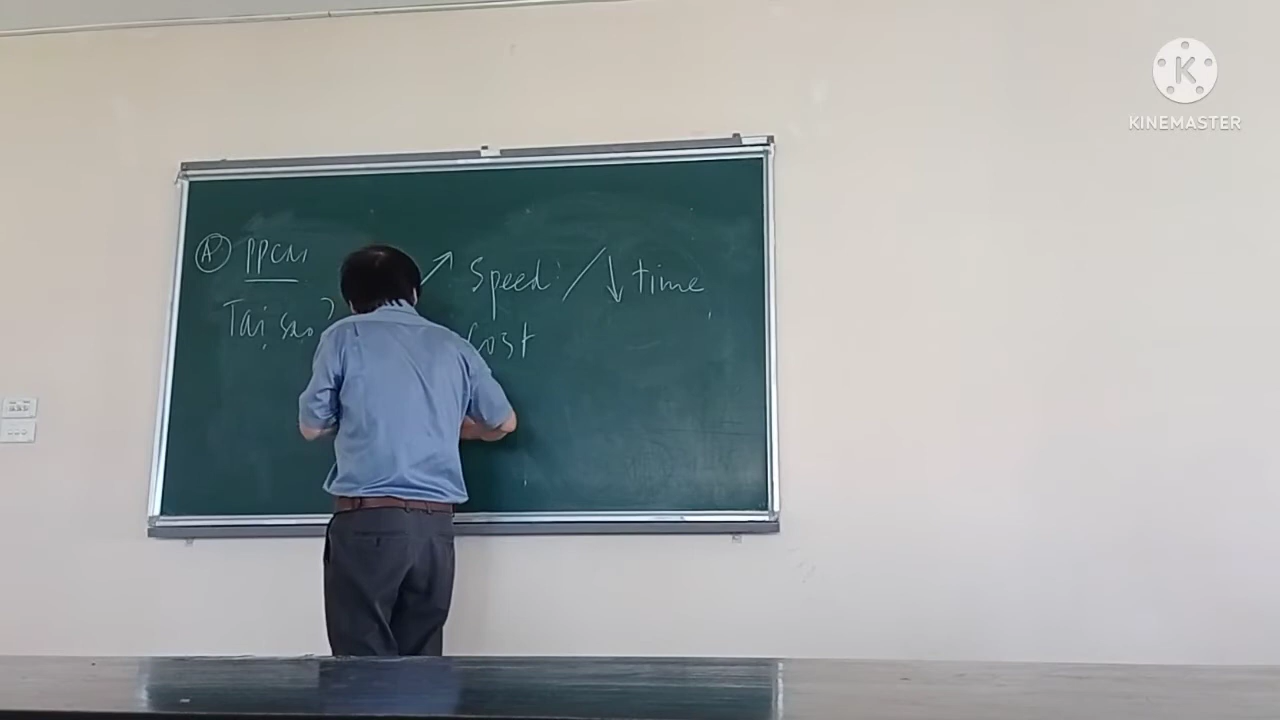 Ⓐ PPCM
Tại sao?
↗ Speed / ↓ time
Cost
K
KINEMASTER